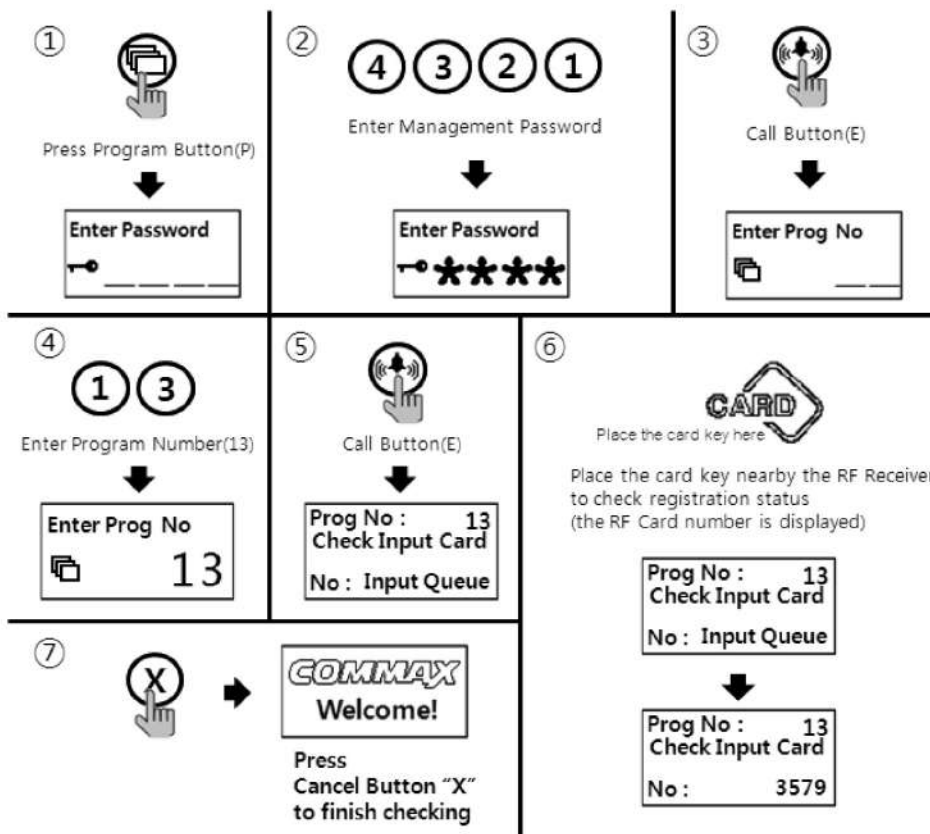 ①
Press Program Button(P)
Enter Password
②
4 3 2 1
Enter Management Password
Enter Password
③
Call Button(E)
Enter Prog No
④
1 3
Enter Program Number(13)
Enter Prog No
13
⑤
Call Button(E)
Prog No : 13
Check Input Card
No : Input Queue
⑥
CARD
Place the card key here
Place the card key nearby the RF Receiver
to check registration status
(the RF Card number is displayed)
Prog No : 13
Check Input Card
No : Input Queue
Prog No : 13
Check Input Card
No : 3579
⑦
X
COMMAX
Welcome!
Press
Cancel Button “X”
to finish checking